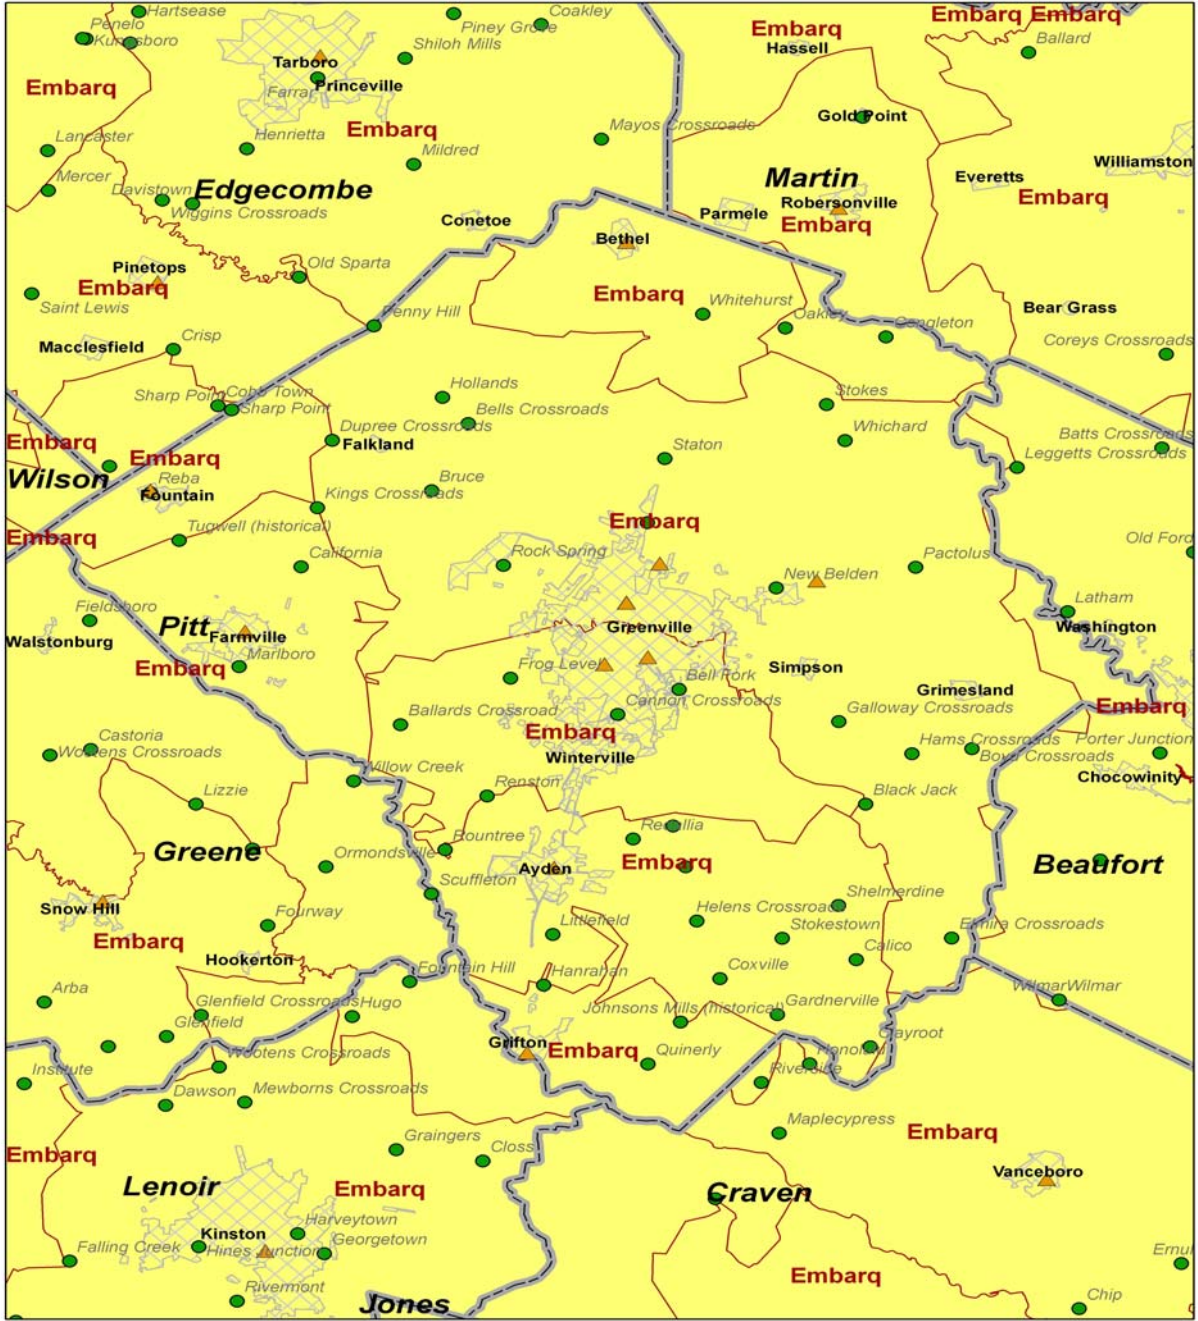 Hartsease
Coakley
Embarq Embarq
Penelo
Piney Grove
Embarq
Ballard
Shiloh Mills
Hassell
Tarboro
Embarq
Farrar
Princeville
Gold Point
Mayos Crossroads
Embarq
Lancaster
Henrietta
Mildred
Williamston
Mercer
Martin
Everetts
Davistown
Edgecombe
Embarq
Robersonville
Wiggins Crossroads
Parmele
Conetoe
Embarq
Bethel
Old Sparta
Pinetops
Embarq
Embarq
Whitehurst
Saint Lewis
Penny Hill
Oakley
Bear Grass
Congleton
Crisp
Macclesfield
Coreys Crossroads
Hollands
Stokes
Sharp Point
Cobb Town
Sharp Point
Bells Crossroads
Dupree Crossroads
Whichard
Batts Crossroads
Embarq
Falkland
Staton
Leggetts Crossroads
Embarq
Wilson
Reba
Bruce
Fountain
Kings Crossroads
Embarq
Tugwell (historical)
Embarq
Old Ford
California
Rock Spring
Pactolus
New Belden
Fieldsboro
Latham
Pitt
Farmville
Greenville
Washington
Walstonburg
Marlboro
Embarq
Frog Level
Simpson
Bell Fork
Grimesland
Cannon Crossroads
Ballards Crossroad
Galloway Crossroads
Embarq
Embarq
Castoria
Hams Crossroads
Porter Junction
Wootens Crossroads
Winterville
Boyd Crossroads
Willow Creek
Chocowinity
Renston
Lizzie
Black Jack
Redallia
Rountree
Greene
Ormondsville
Embarq
Beaufort
Ayden
Scuffleton
Shelmerdine
Snow Hill
Fourway
Helens Crossroads
Littlefield
Stokestown
Elmira Crossroads
Embarq
Calico
Hookerton
Fountain Hill
Hanrahan
Coxville
Arba
WilmarWilmar
Glenfield Crossroads
Hugo
Johnsons Mills (historical)
Gardnerville
Glenfield
Clayroot
Grifton
Embarq
Wootens Crossroads
Quinerly
Honolulu
Institute
Riverside
Dawson
Mewborns Crossroads
Maplecypress
Graingers
Embarq
Closs
Embarq
Vanceboro
Lenoir
Embarq
Craven
Harveytown
Kinston
Georgetown
Falling Creek
Hines Junction
Ernul
Embarq
Rivermont
Chip
Jones